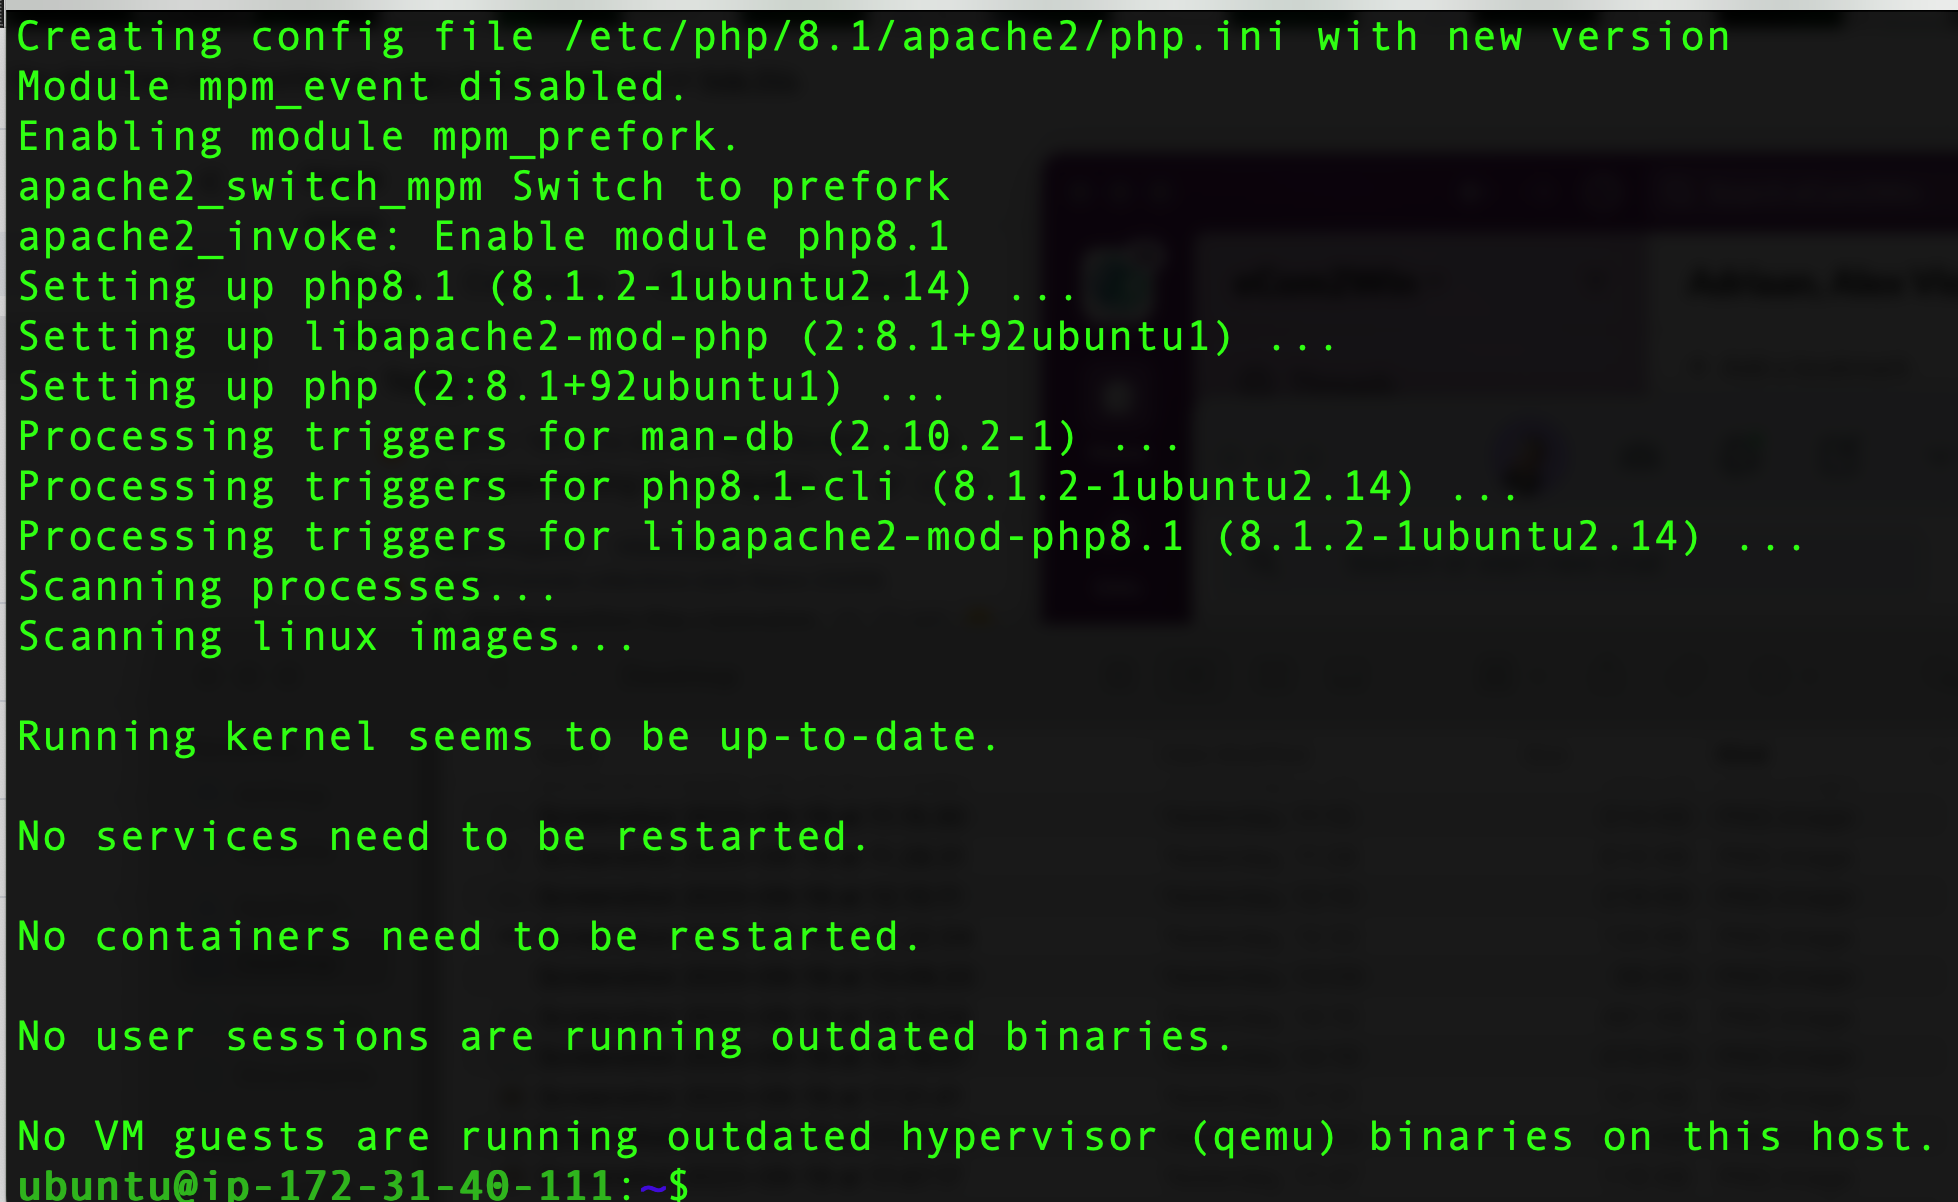 Creating config file /etc/php/8.1/apache2/php.ini with new version
Module mpm_event disabled.
Enabling module mpm_prefork.
apache2_switch_mpm Switch to prefork
apache2_invoke: Enable module php8.1
Setting up php8.1 (8.1.2-1ubuntu2.14) ...
Setting up libapache2-mod-php (2:8.1+92ubuntu1) ...
Setting up php (2:8.1+92ubuntu1) ...
Processing triggers for man-db (2.10.2-1) ...
Processing triggers for php8.1-cli (8.1.2-1ubuntu2.14) ...
Processing triggers for libapache2-mod-php8.1 (8.1.2-1ubuntu2.14) ...
Scanning processes...
Scanning linux images...
Running kernel seems to be up-to-date.
No services need to be restarted.
No containers need to be restarted.
No user sessions are running outdated binaries.
No VM guests are running outdated hypervisor (qemu) binaries on this host.
ubuntu@ip-172-31-40-111:~$